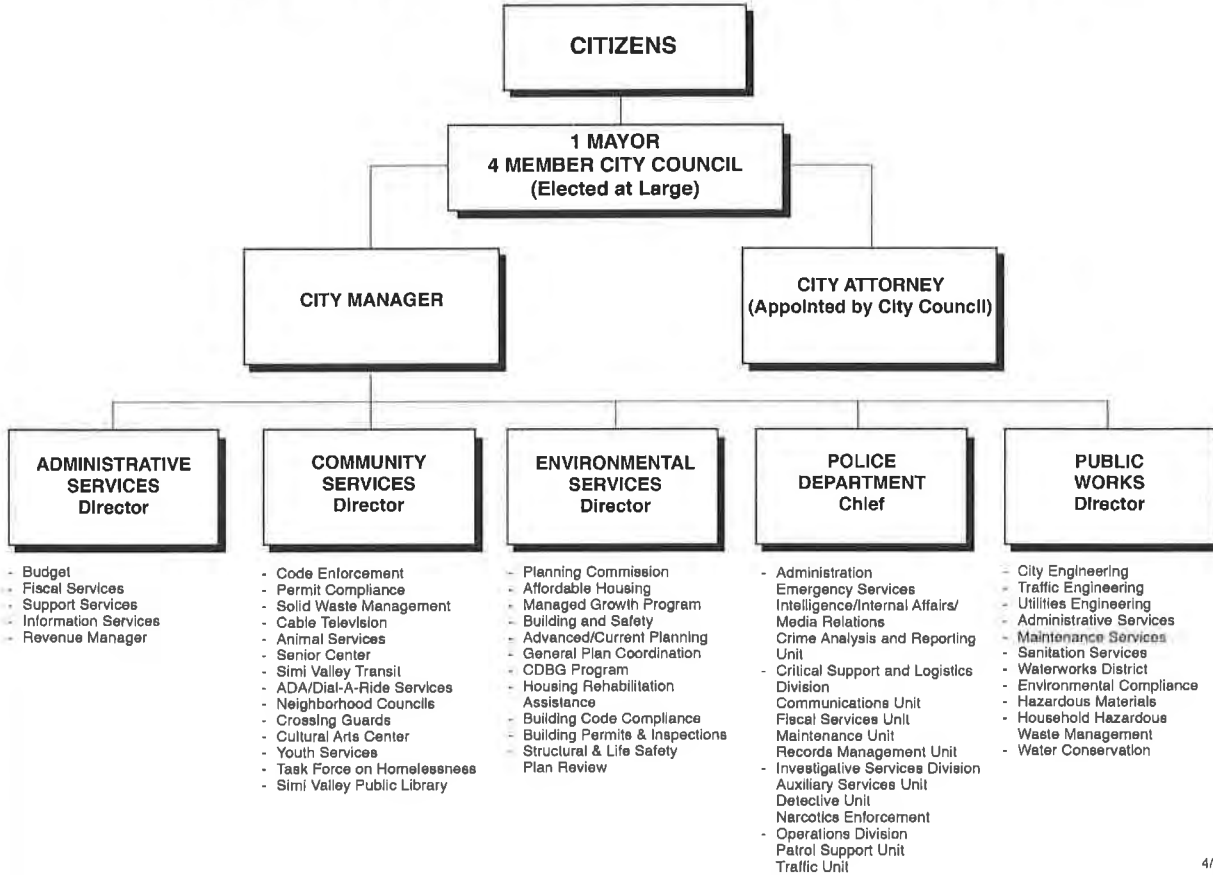 CITIZENS
1 MAYOR
4 MEMBER CITY COUNCIL
(Elected at Large)
CITY MANAGER
CITY ATTORNEY
(Appointed by City Council)
ADMINISTRATIVE
SERVICES
Director
- Budget
- Fiscal Services
- Support Services
- Information Services
- Revenue Manager
COMMUNITY
SERVICES
Director
- Code Enforcement
- Permit Compliance
- Solid Waste Management
- Cable Television
- Animal Services
- Senior Center
- Simi Valley Transit
- ADA/Dial-A-Ride Services
- Neighborhood Councils
- Crossing Guards
- Cultural Arts Center
- Youth Services
- Task Force on Homelessness
- Simi Valley Public Library
ENVIRONMENTAL
SERVICES
Director
- Planning Commission
- Affordable Housing
- Managed Growth Program
- Building and Safety
- Advanced/Current Planning
- General Plan Coordination
- CDBG Program
- Housing Rehabilitation
Assistance
- Building Code Compliance
- Building Permits & Inspections
- Structural & Life Safety
Plan Review
POLICE
DEPARTMENT
Chief
- Administration
Emergency Services
Intelligence/Internal Affairs/
Media Relations
Crime Analysis and Reporting
Unit
- Critical Support and Logistics
Division
Communications Unit
Fiscal Services Unit
Maintenance Unit
Records Management Unit
- Investigative Services Division
Auxiliary Services Unit
Detective Unit
Narcotics Enforcement
- Operations Division
Patrol Support Unit
Traffic Unit
PUBLIC
WORKS
Director
- City Engineering
- Traffic Engineering
- Utilities Engineering
- Administrative Services
- Maintenance Services
- Sanitation Services
- Waterworks District
- Environmental Compliance
- Hazardous Materials
- Household Hazardous
Waste Management
- Water Conservation
4/